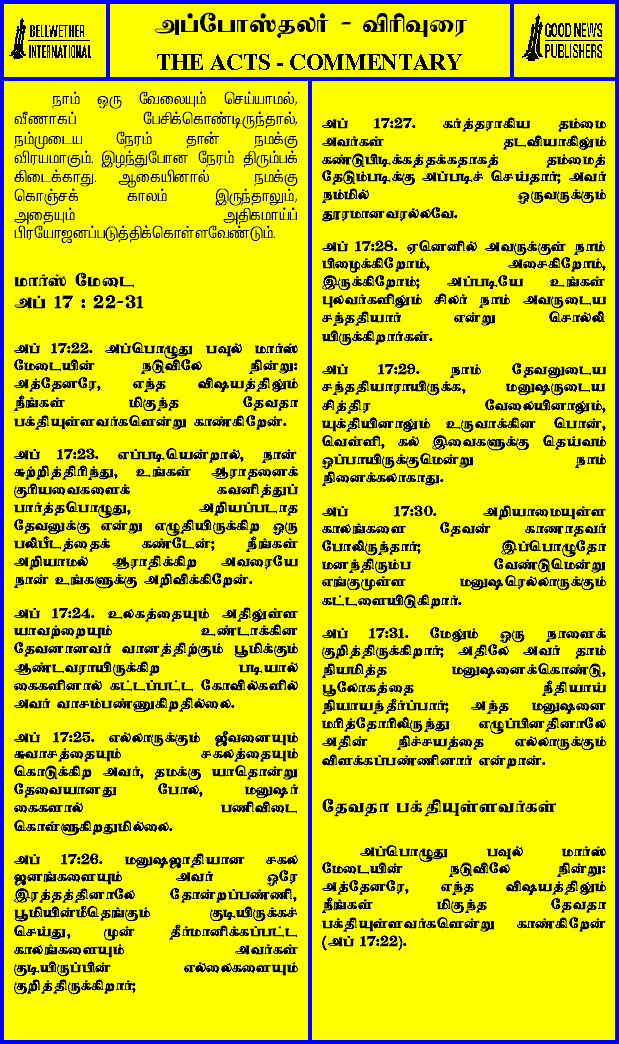 BELLWETHER
INTERNATIONAL
அப்போஸ்தலர் - விரிவுரை
THE ACTS - COMMENTARY
GOOD NEWS
PUBLISHERS
நாம் ஒரு வேலையும் செய்யாமல்,
வீணாகப் பேசிக்கொண்டிருந்தால்,
நம்முடைய நேரம் தான் நமக்கு
விரயமாகும். இழந்துபோன நேரம் திரும்பக்
கிடைக்காது. ஆகையினால் நமக்கு
கொஞ்சக் காலம் இருந்தாலும்,
அதையும் அதிகமாய்ப்
பிரயோஜனப்படுத்திக்கொள்ளவேண்டும்.
மார்ஸ் மேடை
அப் 17 : 22-31
அப் 17:22. அப்பொழுது பவுல் மார்ஸ்
மேடையின் நடுவிலே நின்று:
அத்தேனரே, எந்த விஷயத்திலும்
நீங்கள் மிகுந்த தேவதா
பக்தியுள்ளவர்களென்று காண்கிறேன்.
அப் 17:23. எப்படியென்றால், நான்
சுற்றித்திரிந்து, உங்கள் ஆராதனைக்
குரியவைகளைக் கவனித்துப்
பார்த்தபொழுது, அறியப்படாத
தேவனுக்கு என்று எழுதியிருக்கிற ஒரு
பலிபீடத்தைக் கண்டேன்; நீங்கள்
அறியாமல் ஆராதிக்கிற அவரையே
நான் உங்களுக்கு அறிவிக்கிறேன்.
அப் 17:24. உலகத்தையும் அதிலுள்ள
யாவற்றையும் உண்டாக்கின
தேவனானவர் வானத்திற்கும் பூமிக்கும்
ஆண்டவராயிருக்கிற படியால்
கைகளினால் கட்டப்பட்ட கோவில்களில்
அவர் வாசம்பண்ணுகிறதில்லை.
அப் 17:25. எல்லாருக்கும் ஜீவனையும்
சுவாசத்தையும் சகலத்தையும்
கொடுக்கிற அவர், தமக்கு யாதொன்று
தேவையானது போல, மனுஷர்
கைகளால் பணிவிடை
கொள்ளுகிறதுமில்லை.
அப் 17:26. மனுஷஜாதியான சகல
ஜனங்களையும் அவர் ஒரே
இரத்தத்தினாலே தோன்றப்பண்ணி,
பூமியின்மீதெங்கும் குடியிருக்கச்
செய்து, முன் தீர்மானிக்கப்பட்ட
காலங்களையும் அவர்கள்
குடியிருப்பின் எல்லைகளையும்
குறித்திருக்கிறார்;
அப் 17:27. கர்த்தராகிய தம்மை
அவர்கள் தடவியாகிலும்
கண்டுபிடிக்கத்தக்கதாகத் தம்மைத்
தேடும்படிக்கு அப்படிச் செய்தார்; அவர்
நம்மில் ஒருவருக்கும்
தூரமானவரல்லவே.
அப் 17:28. ஏனெனில் அவருக்குள் நாம்
பிழைக்கிறோம், அசைகிறோம்,
இருக்கிறோம்; அப்படியே உங்கள்
புலவர்களிலும் சிலர் நாம் அவருடைய
சந்ததியார் என்று சொல்லி
யிருக்கிறார்கள்.
அப் 17:29. நாம் தேவனுடைய
சந்ததியாராயிருக்க, மனுஷருடைய
சித்திர வேலையினாலும்,
யுக்தியினாலும் உருவாக்கின பொன்,
வெள்ளி, கல் இவைகளுக்கு தெய்வம்
ஒப்பாயிருக்குமென்று நாம்
நினைக்கலாகாது.
அப் 17:30. அறியாமையுள்ள
காலங்களை தேவன் காணாதவர்
போலிருந்தார்; இப்பொழுதோ
மனந்திரும்ப வேண்டுமென்று
எங்குமுள்ள மனுஷரெல்லாருக்கும்
கட்டளையிடுகிறார்.
அப் 17:31. மேலும் ஒரு நாளைக்
குறித்திருக்கிறார்; அதிலே அவர் தாம்
நியமித்த மனுஷனைக்கொண்டு,
பூலோகத்தை நீதியாய்
நியாயந்தீர்ப்பார்; அந்த மனுஷனை
மரித்தோரிலிருந்து எழுப்பினதினாலே
அதின் நிச்சயத்தை எல்லாருக்கும்
விளக்கப்பண்ணினார் என்றான்.
தேவதா பக்தியுள்ளவர்கள்
அப்பொழுது பவுல் மார்ஸ்
மேடையின் நடுவிலே நின்று:
அத்தேனரே, எந்த விஷயத்திலும்
நீங்கள் மிகுந்த தேவதா
பக்தியுள்ளவர்களென்று காண்கிறேன்
(அப் 17:22).